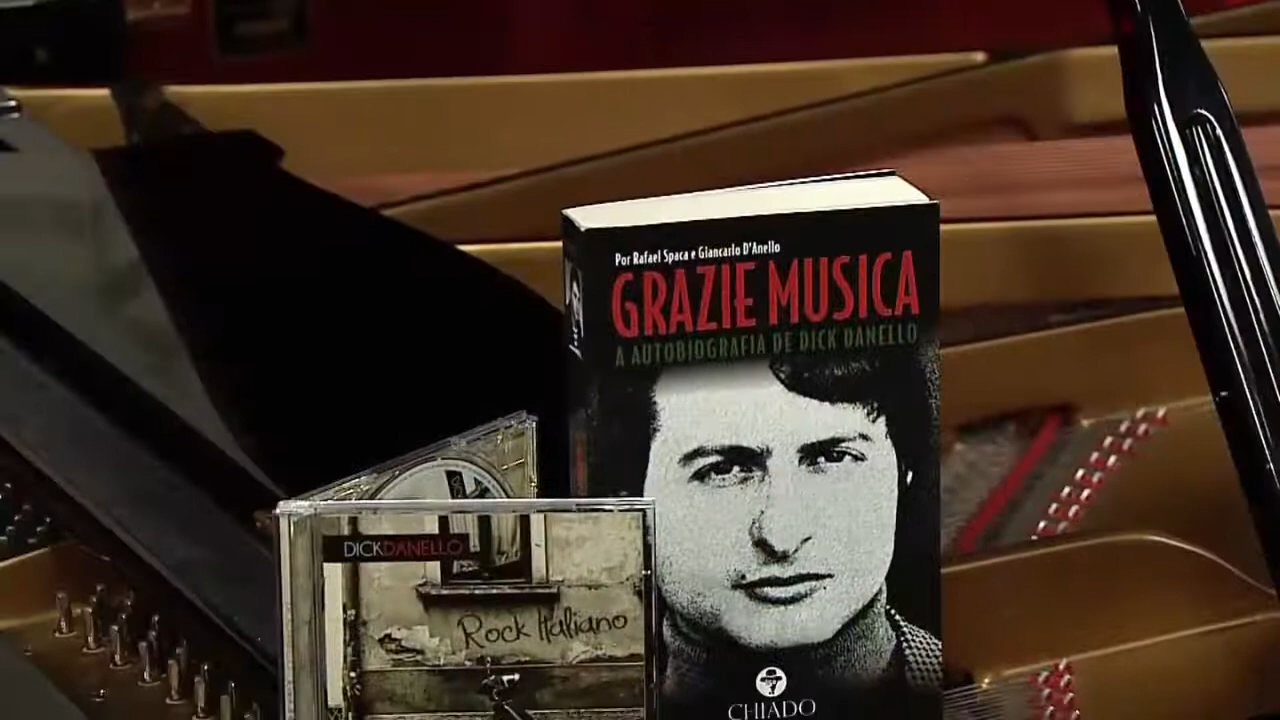 Por Rafael Spaca e Giancarlo D'Anello
GRAZIE MUSICA
A AUTOBIOGRAFIA DE DICK DANELLO
DICKDANELLO
Rock Italiano
CHIADO